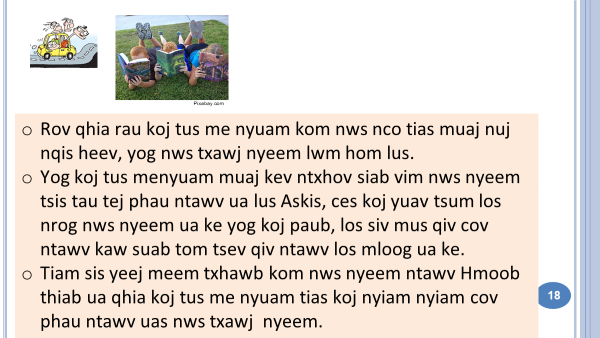 Pixabay.com
o Rov qhia rau koj tus me nyuam kom nws nco tias muaj nuj
nqis heev, yog nws txawj nyeem lwm hom lus.
o Yog koj tus menyuam muaj kev ntxhov siab vim nws nyeem
tsis tau tej phau ntawv ua lus Askis, ces koj yuav tsum los
nrog nws nyeem ua ke yog koj paub, los siv mus qiv cov
ntawv kaw suab tom tsev qiv ntawv los mloog ua ke.
o Tiam sis yeej meem txhawb kom nws nyeem ntawv Hmoob
thiab ua qhia koj tus me nyuam tias koj nyiam nyiam cov
phau ntawv uas nws txawj nyeem.
18